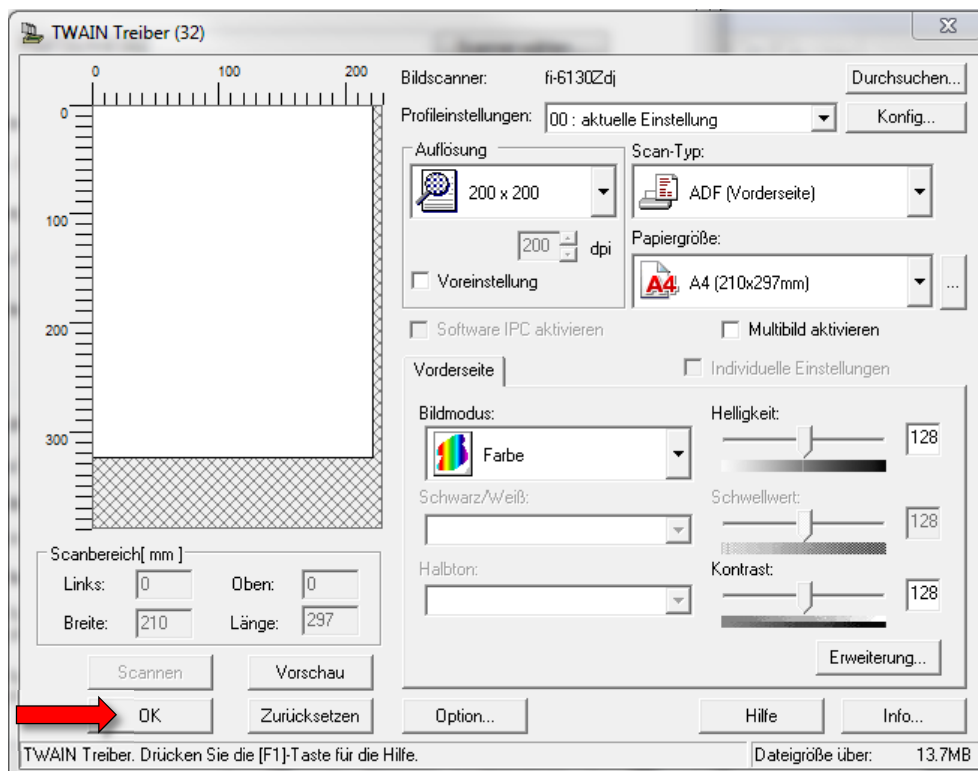 TWAIN Treiber (32)
0 100 200
0
100
200
300
Bildscanner: fi-6130Zdj Durchsuchen...
Profileinstellungen: 00 : aktuelle Einstellung Konfig...
Auflösung
200 x 200
200 dpi
Voreinstellung
Scan-Typ:
ADF (Vorderseite)
Papiergröße:
A4 A4 (210x297mm) ...
Software IPC aktivieren Multibild aktivieren
Vorderseite Individuelle Einstellungen
Bildmodus:
Farbe
Schwarz/Weiß:
Halbton:
Helligkeit:
128
Schwellwert:
128
Kontrast:
128
Erweiterung...
Scanbereich[ mm ]
Links: 0 Oben: 0
Breite: 210 Länge: 297
Scannen Vorschau
OK Zurücksetzen Option... Hilfe Info...
TWAIN Treiber. Drücken Sie die [F1]-Taste für die Hilfe. Dateigröße über: 13.7MB